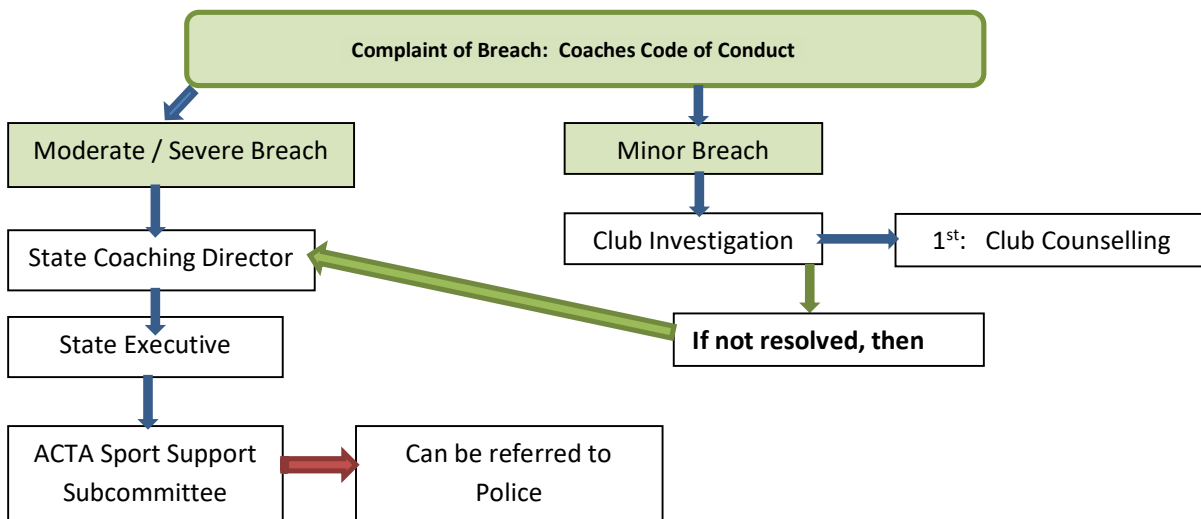 Complaint of Breach: Coaches Code of Conduct
Moderate / Severe Breach
Minor Breach
State Coaching Director
Club Investigation
1st: Club Counselling
State Executive
If not resolved, then
ACTA Sport Support
Subcommittee
Can be referred to
Police